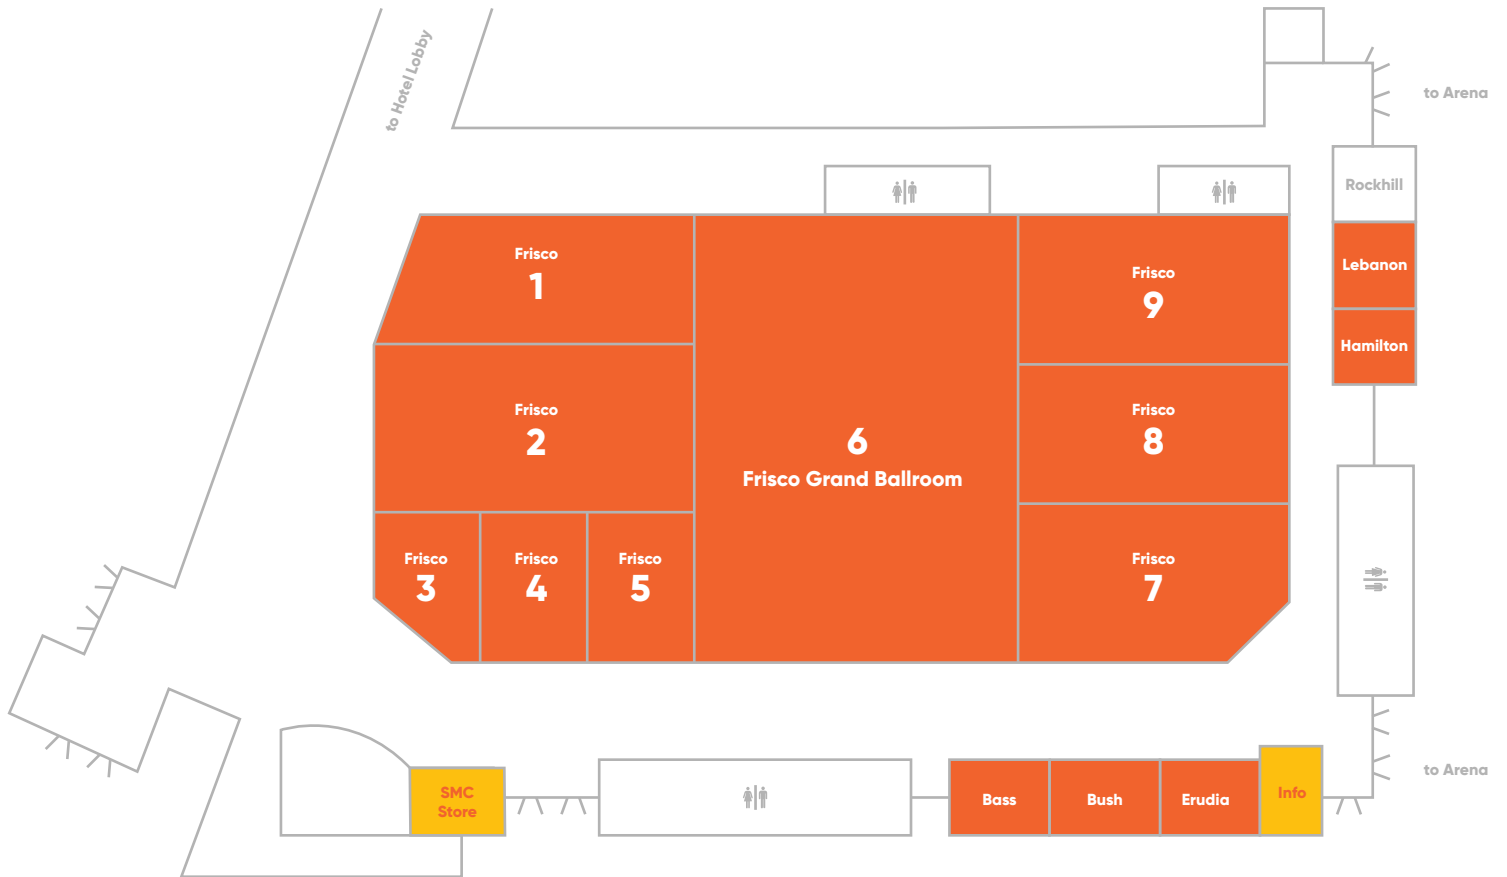 to Hotel Lobby
to Arena
Rockhill
Lebanon
Hamilton
Frisco
1
Frisco
9
Frisco
2
6
Frisco Grand Ballroom
Frisco
8
Frisco
3
Frisco
4
Frisco
5
Frisco
7
SMC
Store
Bass
Bush
Erudia
Info
to Arena